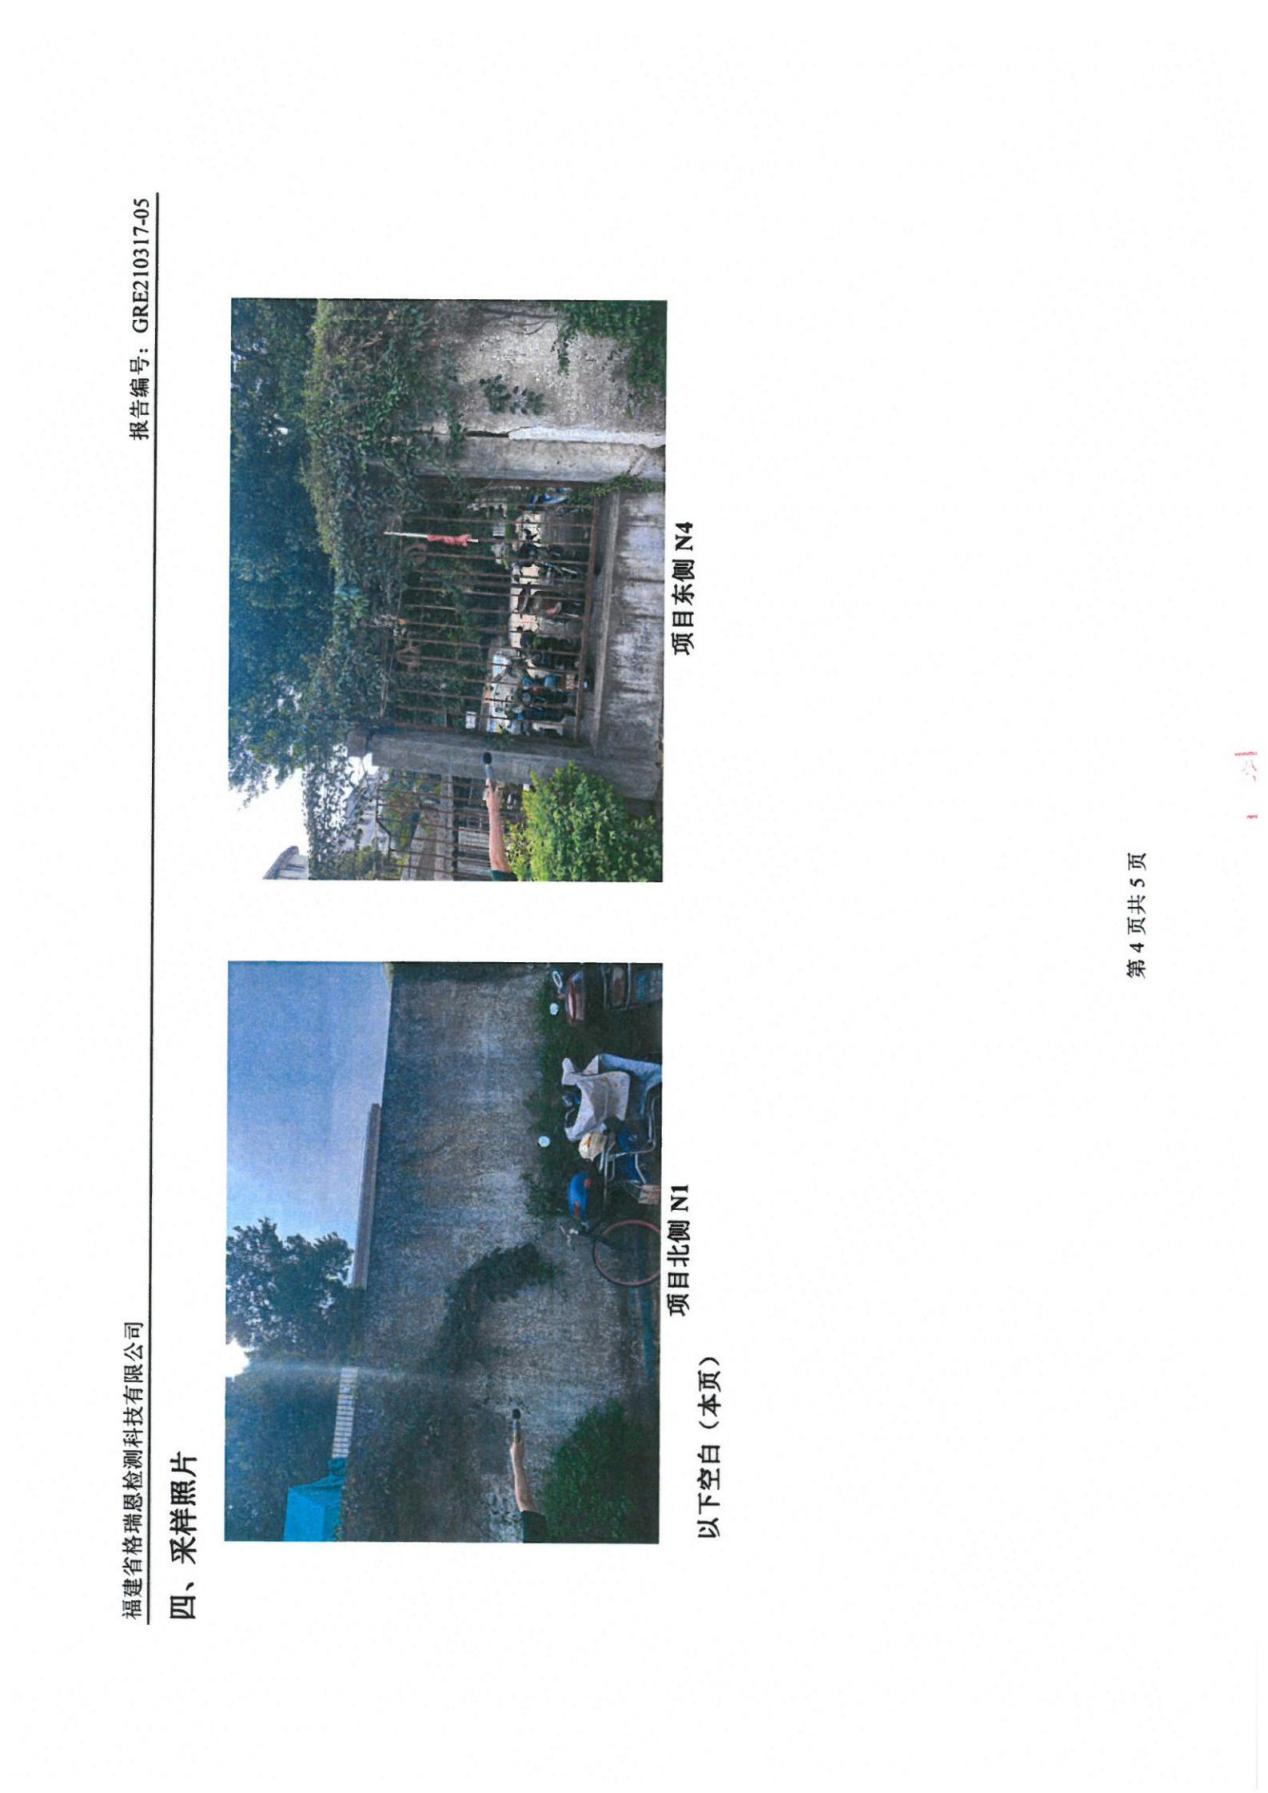 福建省格瑞恩检测科技有限公司 报告编号：GRE210317-05
四、采样照片
项目北侧 N1 项目东侧 N4
以下空白（本页）
第 4 页共 5 页